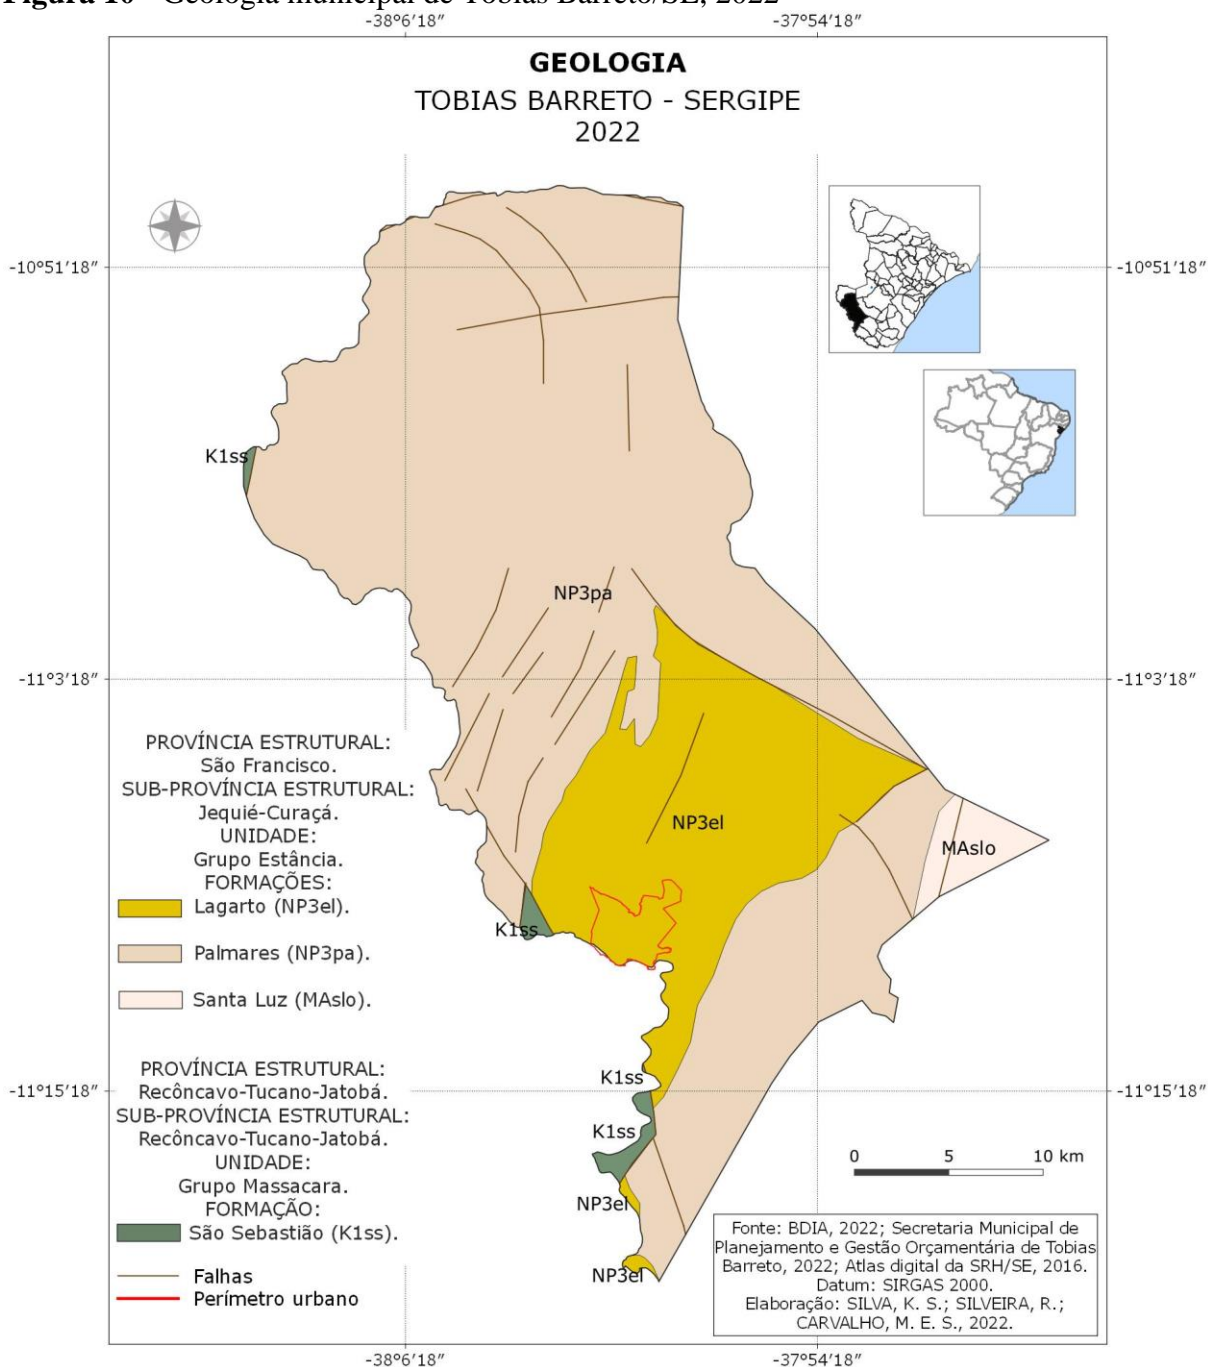 Figura 10 - Geologia municipal de Tobias Barreto/SE, 2022
-38°6′18″ -37°54′18″
GEOLOGIA
TOBIAS BARRETO - SERGIPE
2022
-10°51′18″ -10°51′18″
K1ss
NP3pa
-11°3′18″ -11°3′18″
NP3el
MAslo
K1ss
PROVÍNCIA ESTRUTURAL:
São Francisco.
SUB-PROVÍNCIA ESTRUTURAL:
Jequié-Curaçá.
UNIDADE:
Grupo Estância.
FORMAÇÕES:
Lagarto (NP3el).
Palmares (NP3pa).
Santa Luz (MAslo).
PROVÍNCIA ESTRUTURAL:
Recôncavo-Tucano-Jatobá.
SUB-PROVÍNCIA ESTRUTURAL:
Recôncavo-Tucano-Jatobá.
UNIDADE:
Grupo Massacara.
FORMAÇÃO:
São Sebastião (K1ss).
Falhas
Perímetro urbano
K1ss
-11°15′18″ -11°15′18″
K1ss
NP3el
NP3el
0 5 10 km
Fonte: BDIA, 2022; Secretaria Municipal de
Planejamento e Gestão Orçamentária de Tobias
Barreto, 2022; Atlas digital da SRH/SE, 2016.
Datum: SIRGAS 2000.
Elaboração: SILVA, K. S.; SILVEIRA, R.;
CARVALHO, M. E. S., 2022.
-38°6′18″ -37°54′18″